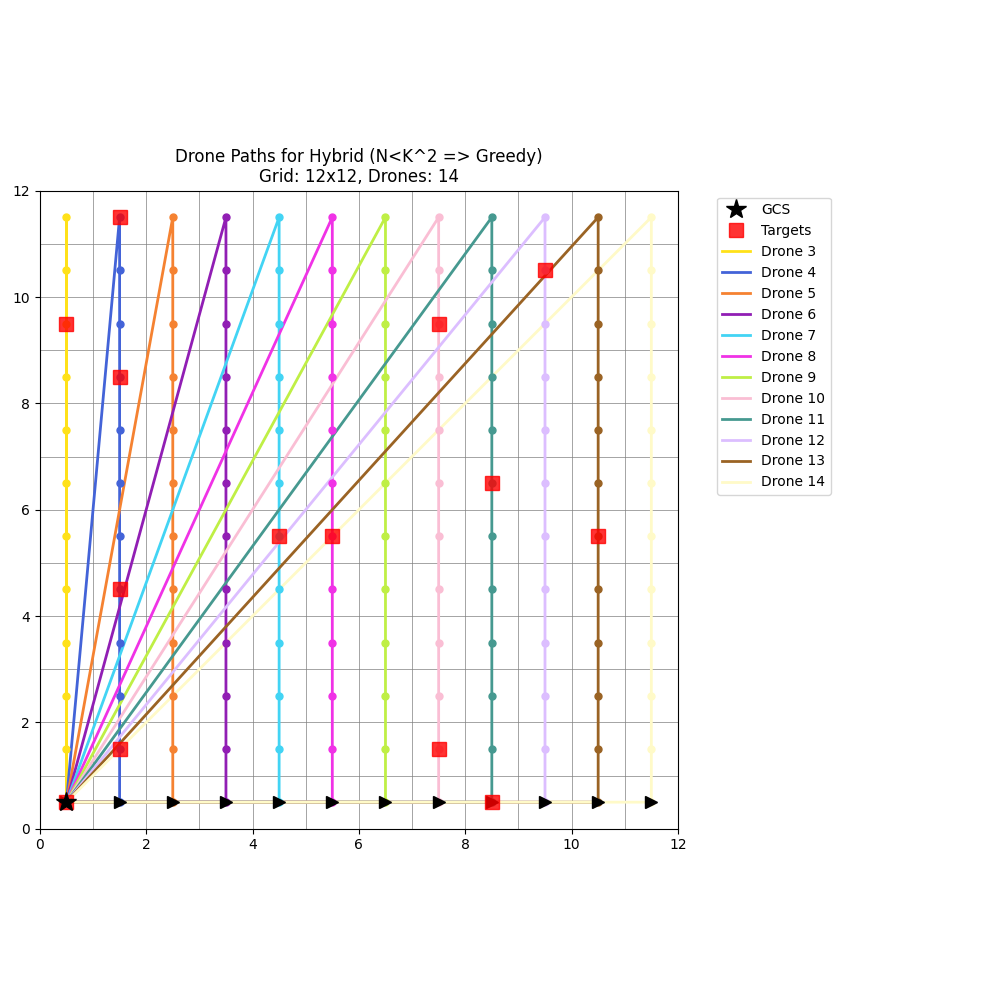 Drone Paths for Hybrid (N<K^2 => Greedy)
Grid: 12x12, Drones: 14
12
10
8
6
4
2
0
0 2 4 6 8 10 12
GCS
Targets
Drone 3
Drone 4
Drone 5
Drone 6
Drone 7
Drone 8
Drone 9
Drone 10
Drone 11
Drone 12
Drone 13
Drone 14